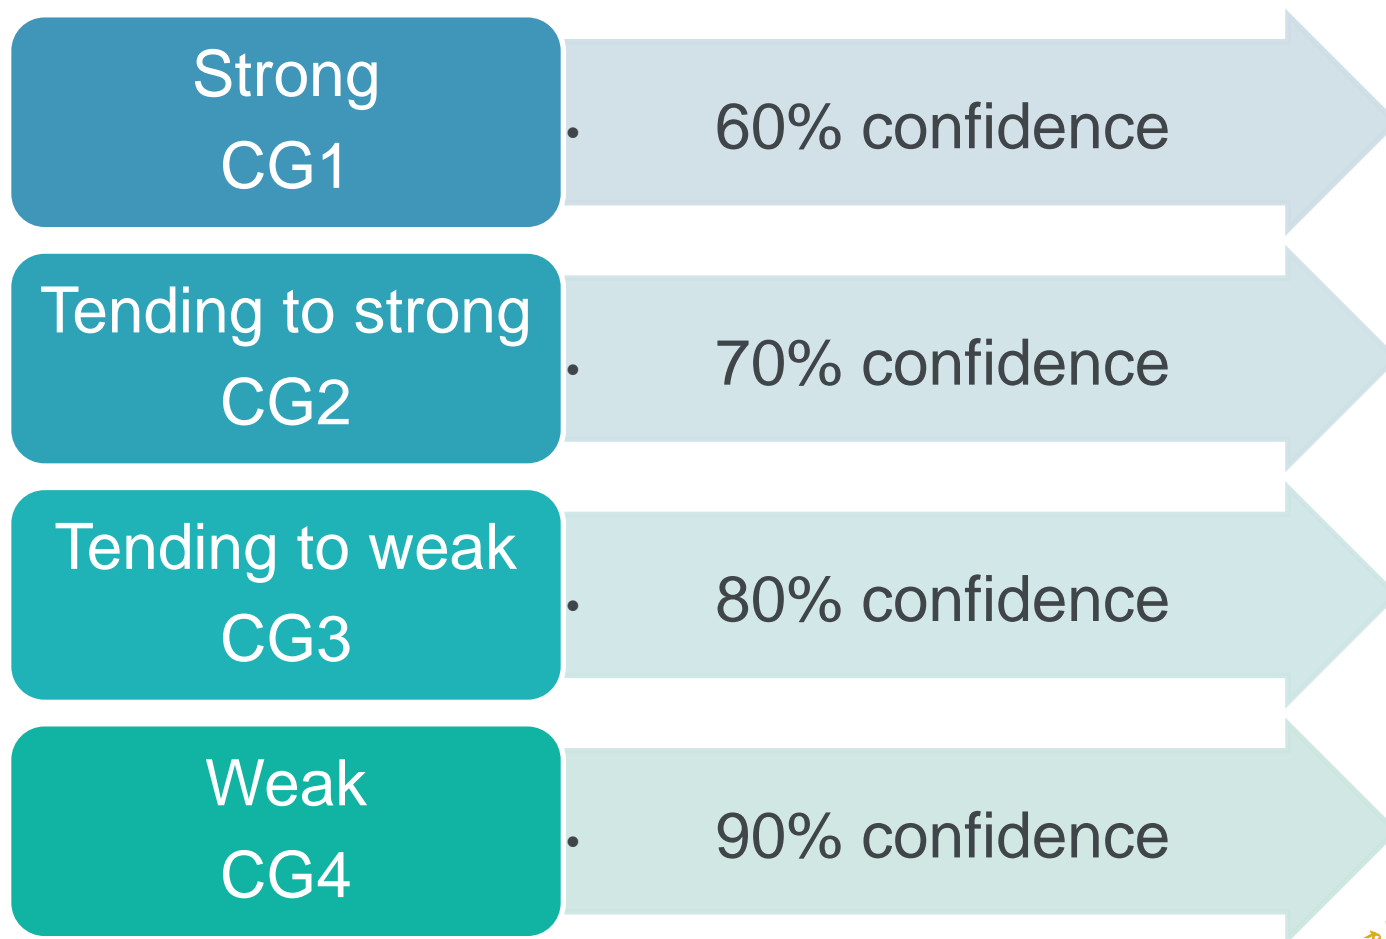 Strong
CG1
• 60% confidence
Tending to strong
CG2
• 70% confidence
Tending to weak
CG3
• 80% confidence
Weak
CG4
• 90% confidence